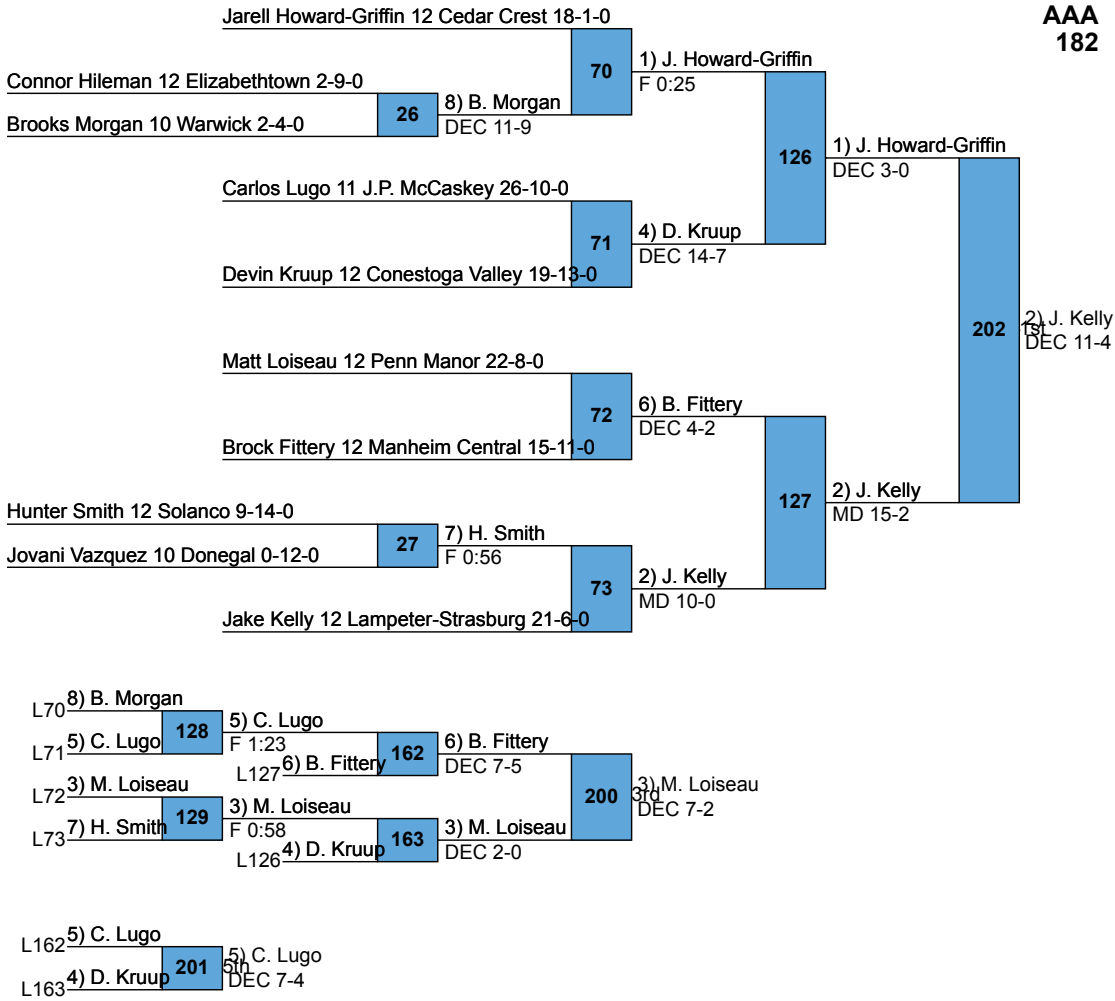 AAA
182
Jarell Howard-Griffin 12 Cedar Crest 18-1-0
70
1) J. Howard-Griffin
F 0:25
Connor Hileman 12 Elizabethtown 2-9-0
26
8) B. Morgan
DEC 11-9
Brooks Morgan 10 Warwick 2-4-0
126
1) J. Howard-Griffin
DEC 3-0
Carlos Lugo 11 J.P. McCaskey 26-10-0
71
4) D. Kruup
DEC 14-7
Devin Kruup 12 Conestoga Valley 19-13-0
202
1st
2) J. Kelly
DEC 11-4
Matt Loiseau 12 Penn Manor 22-8-0
72
6) B. Fittery
DEC 4-2
Brock Fittery 12 Manheim Central 15-11-0
127
2) J. Kelly
MD 15-2
Hunter Smith 12 Solanco 9-14-0
27
7) H. Smith
F 0:56
Jovani Vazquez 10 Donegal 0-12-0
73
2) J. Kelly
MD 10-0
Jake Kelly 12 Lampeter-Strasburg 21-6-0
L70 8) B. Morgan
128
5) C. Lugo
F 1:23
L71 5) C. Lugo
162
6) B. Fittery
DEC 7-5
L127 6) B. Fittery
L72 3) M. Loiseau
129
3) M. Loiseau
F 0:58
L73 7) H. Smith
163
3) M. Loiseau
DEC 2-0
L126 4) D. Kruup
200
3rd
3) M. Loiseau
DEC 7-2
L162 5) C. Lugo
201
5th
5) C. Lugo
DEC 7-4
L163 4) D. Kruup